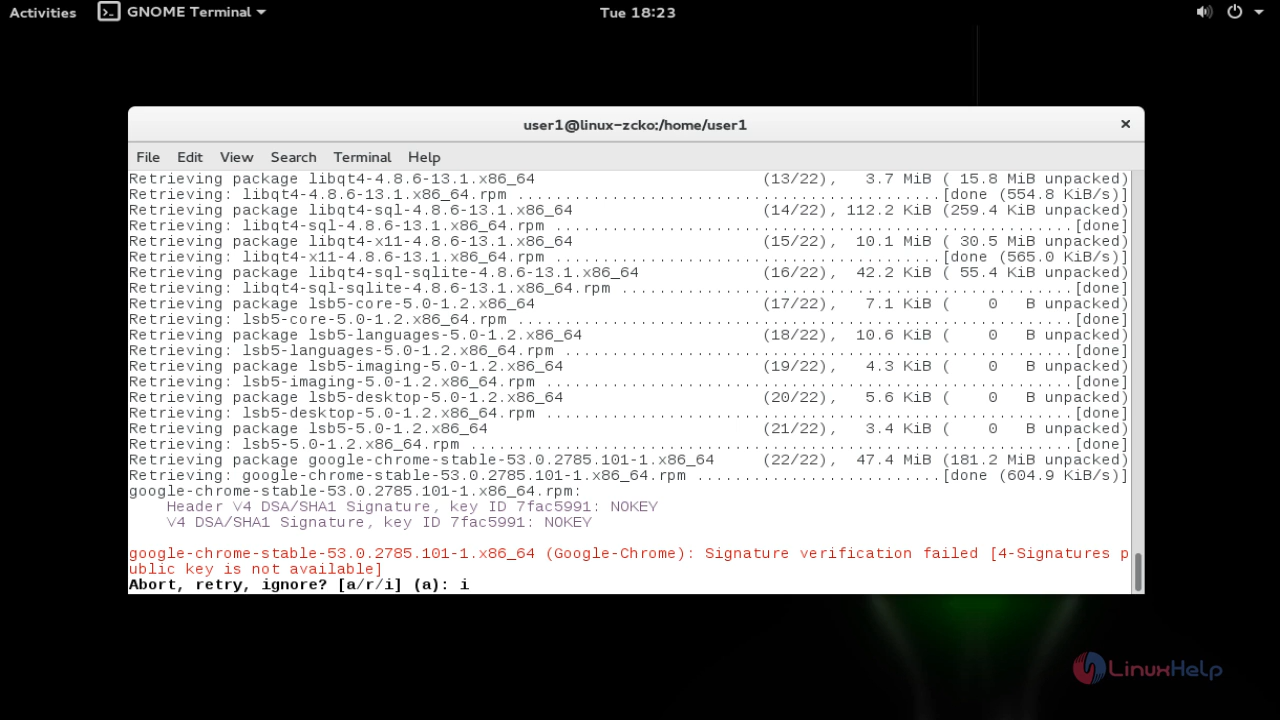 Activities GNOME Terminal Tue 18:23
user1@linux-zcko:/home/user1 ×
File Edit View Search Terminal Help
Retrieving package libqt4-4.8.6-13.1.x86_64 (13/22), 3.7 MiB ( 15.8 MiB unpacked)
Retrieving: libqt4-4.8.6-13.1.x86_64.rpm ............................................[done (554.8 KiB/s)]
Retrieving package libqt4-sql-4.8.6-13.1.x86_64 (14/22), 112.2 KiB (259.4 KiB unpacked)
Retrieving: libqt4-sql-4.8.6-13.1.x86_64.rpm .......................................................[done]
Retrieving package libqt4-x11-4.8.6-13.1.x86_64 (15/22), 10.1 MiB ( 30.5 MiB unpacked)
Retrieving: libqt4-x11-4.8.6-13.1.x86_64.rpm ........................................[done (565.0 KiB/s)]
Retrieving package libqt4-sql-sqlite-4.8.6-13.1.x86_64 (16/22), 42.2 KiB ( 55.4 KiB unpacked)
Retrieving: libqt4-sql-sqlite-4.8.6-13.1.x86_64.rpm ................................................[done]
Retrieving package lsb5-core-5.0-1.2.x86_64 (17/22), 7.1 KiB ( 0 B unpacked)
Retrieving: lsb5-core-5.0-1.2.x86_64.rpm ...........................................................[done]
Retrieving package lsb5-languages-5.0-1.2.x86_64 (18/22), 10.6 KiB ( 0 B unpacked)
Retrieving: lsb5-languages-5.0-1.2.x86_64.rpm ......................................................[done]
Retrieving package lsb5-imaging-5.0-1.2.x86_64 (19/22), 4.3 KiB ( 0 B unpacked)
Retrieving: lsb5-imaging-5.0-1.2.x86_64.rpm ........................................................[done]
Retrieving package lsb5-desktop-5.0-1.2.x86_64 (20/22), 5.6 KiB ( 0 B unpacked)
Retrieving: lsb5-desktop-5.0-1.2.x86_64.rpm ........................................................[done]
Retrieving package lsb5-5.0-1.2.x86_64 (21/22), 3.4 KiB ( 0 B unpacked)
Retrieving: lsb5-5.0-1.2.x86_64.rpm ................................................................[done]
Retrieving package google-chrome-stable-53.0.2785.101-1.x86_64 (22/22), 47.4 MiB (181.2 MiB unpacked)
Retrieving: google-chrome-stable-53.0.2785.101-1.x86_64.rpm ..........................[done (604.9 KiB/s)]
google-chrome-stable-53.0.2785.101-1.x86_64.rpm:
Header V4 DSA/SHA1 Signature, key ID 7fac5991: NOKEY
V4 DSA/SHA1 Signature, key ID 7fac5991: NOKEY
google-chrome-stable-53.0.2785.101-1.x86_64 (Google-Chrome): Signature verification failed [4-Signatures p
ublic key is not available]
Abort, retry, ignore? [a/r/i] (a): i
LinuxHelp